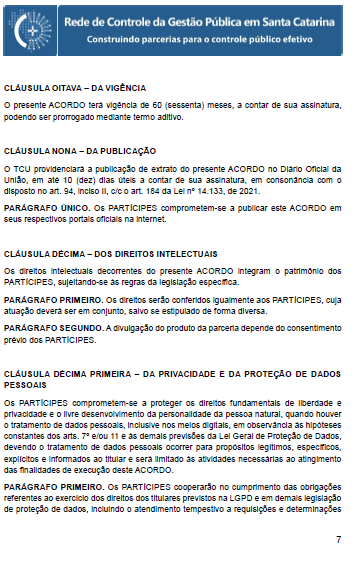 Rede de Controle da Gestão Pública em Santa Catarina
Construindo parcerias para o controle público efetivo
CLÁUSULA OITAVA – DA VIGÊNCIA
O presente ACORDO terá vigência de 60 (sessenta) meses, a contar de sua assinatura,
podendo ser prorrogado mediante termo aditivo.
CLÁUSULA NONA – DA PUBLICAÇÃO
O TCU providenciará a publicação de extrato do presente ACORDO no Diário Oficial da
União, em até 10 (dez) dias úteis a contar de sua assinatura, em consonância com o
disposto no art. 94, inciso II, c/c o art. 184 da Lei nº 14.133, de 2021.
PARÁGRAFO ÚNICO. Os PARTÍCIPES comprometem-se a publicar este ACORDO em
seus respectivos portais oficiais na internet.
CLÁUSULA DÉCIMA – DOS DIREITOS INTELECTUAIS
Os direitos intelectuais decorrentes do presente ACORDO integram o patrimônio dos
PARTÍCIPES, sujeitando-se às regras da legislação específica.
PARÁGRAFO PRIMEIRO. Os direitos serão conferidos igualmente aos PARTÍCIPES, cuja
atuação deverá ser em conjunto, salvo se estipulado de forma diversa.
PARÁGRAFO SEGUNDO. A divulgação do produto da parceria depende do consentimento
prévio dos PARTÍCIPES.
CLÁUSULA DÉCIMA PRIMEIRA – DA PRIVACIDADE E DA PROTEÇÃO DE DADOS
PESSOAIS
Os PARTÍCIPES comprometem-se a proteger os direitos fundamentais de liberdade e
privacidade e o livre desenvolvimento da personalidade da pessoa natural, quando houver
o tratamento de dados pessoais, inclusive nos meios digitais, em observância às hipóteses
constantes dos arts. 7º e/ou 11 e às demais previsões da Lei Geral de Proteção de Dados,
devendo o tratamento de dados pessoais ocorrer para propósitos legítimos, específicos,
explícitos e informados ao titular e será limitado às atividades necessárias ao atingimento
das finalidades de execução deste ACORDO.
PARÁGRAFO PRIMEIRO. Os PARTÍCIPES cooperarão no cumprimento das obrigações
referentes ao exercício dos direitos dos titulares previstos na LGPD e em demais legislação
de proteção de dados, incluindo o atendimento tempestivo a requisições e determinações
7